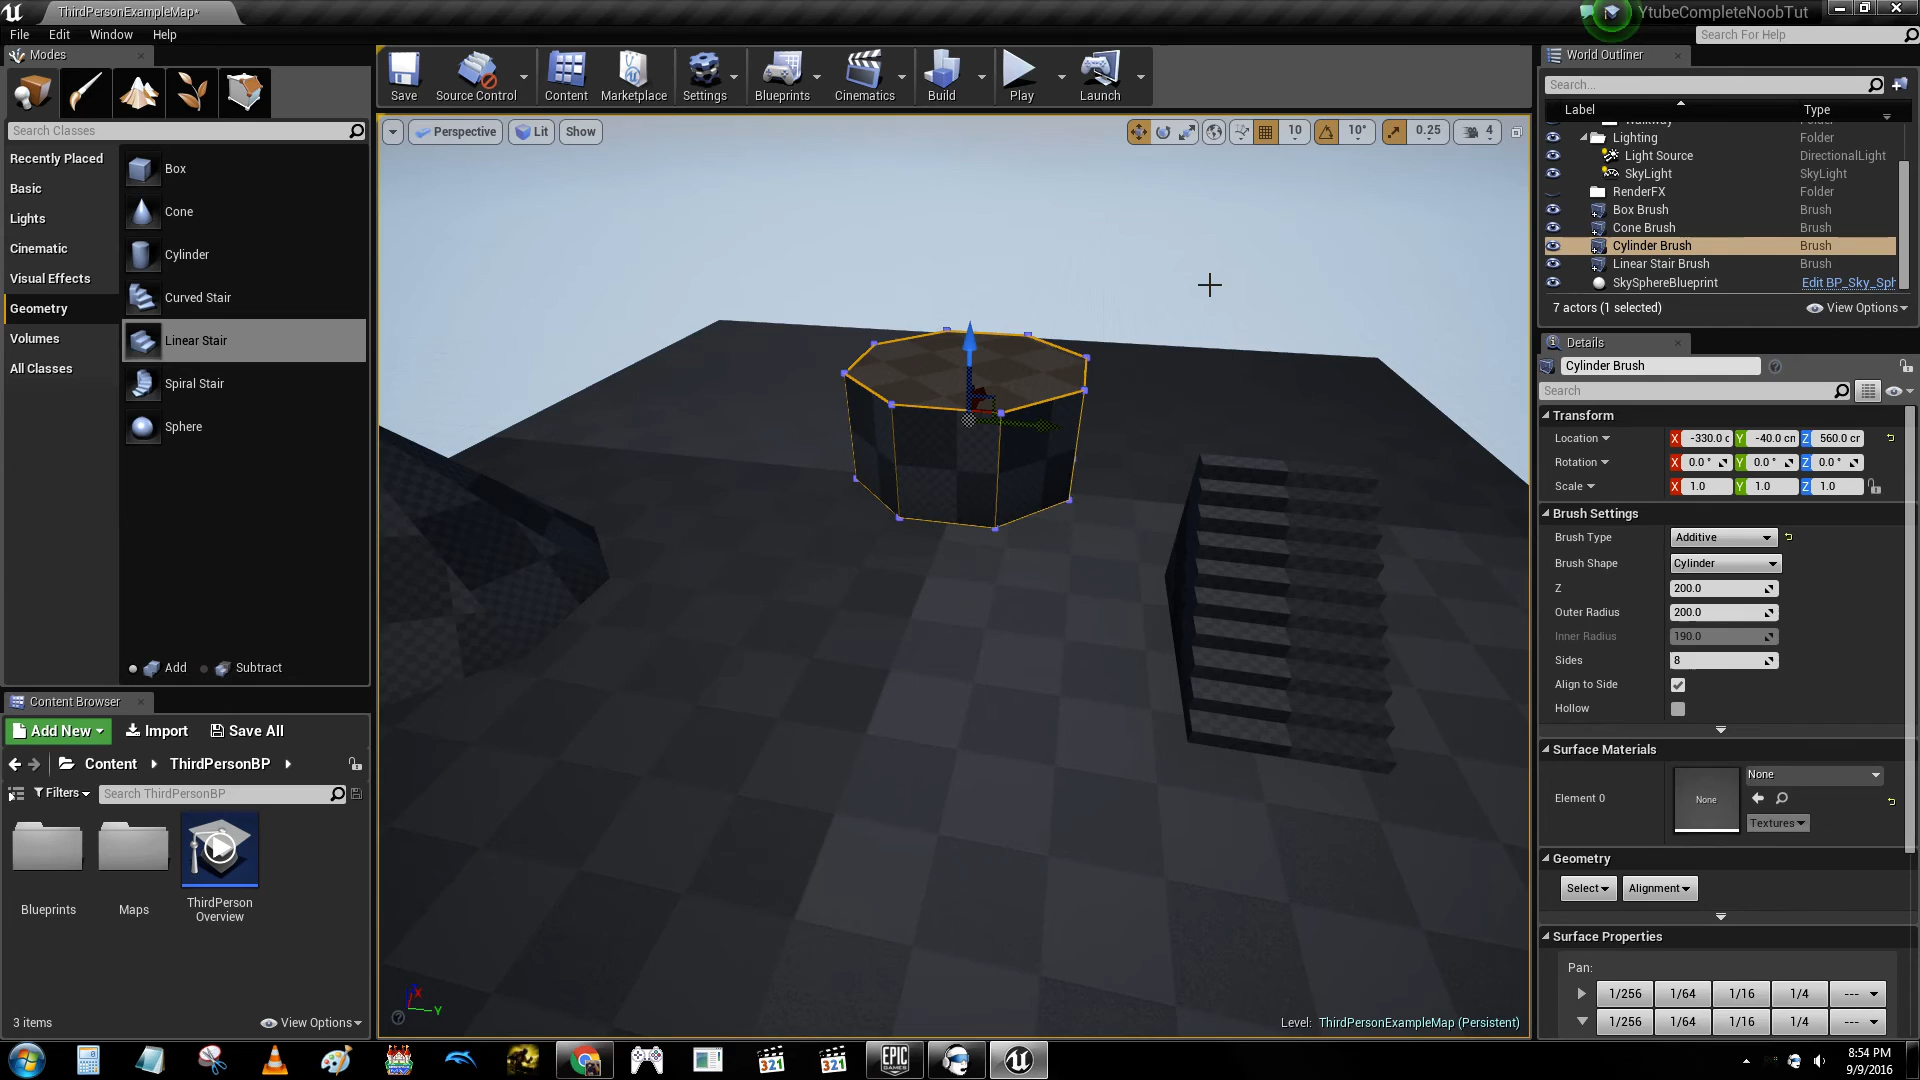 ThirdPersonExampleMap*
YtubeCompleteNoobTut
File Edit Window Help
Search For Help
Modes
Search Classes
Recently Placed
Basic
Lights
Cinematic
Visual Effects
Geometry
Volumes
All Classes
Box
Cone
Cylinder
Curved Stair
Linear Stair
Spiral Stair
Sphere
Add Subtract
Save Source Control Content Marketplace Settings Blueprints Cinematics Build Play Launch
Perspective Lit Show
10 10° 0.25 4
Level: ThirdPersonExampleMap (Persistent)
Content Browser
Add New Import Save All
Content ThirdPersonBP
Filters Search ThirdPersonBP
Blueprints Maps ThirdPerson
Overview
3 items View Options
World Outliner
Search...
Label Type
Walkway Folder
Lighting Folder
Light Source DirectionalLight
SkyLight SkyLight
RenderFX Folder
Box Brush Brush
Cone Brush Brush
Cylinder Brush Brush
Linear Stair Brush Brush
SkySphereBlueprint Edit BP_Sky_Sph
7 actors (1 selected) View Options
Details
Cylinder Brush
Search
Transform
Location X -330.0 c Y -40.0 cm Z 560.0 cr
Rotation X 0.0 ° Y 0.0 ° Z 0.0 °
Scale X 1.0 Y 1.0 Z 1.0
Brush Settings
Brush Type Additive
Brush Shape Cylinder
Z 200.0
Outer Radius 200.0
Inner Radius 190.0
Sides 8
Align to Side
Hollow
Surface Materials
Element 0 None None
Textures
Geometry
Select Alignment
Surface Properties
Pan:
1/256 1/64 1/16 1/4 ---
1/256 1/64 1/16 1/4 ---
X Y
321 321 EPIC GAMES
8:54 PM
9/9/2016